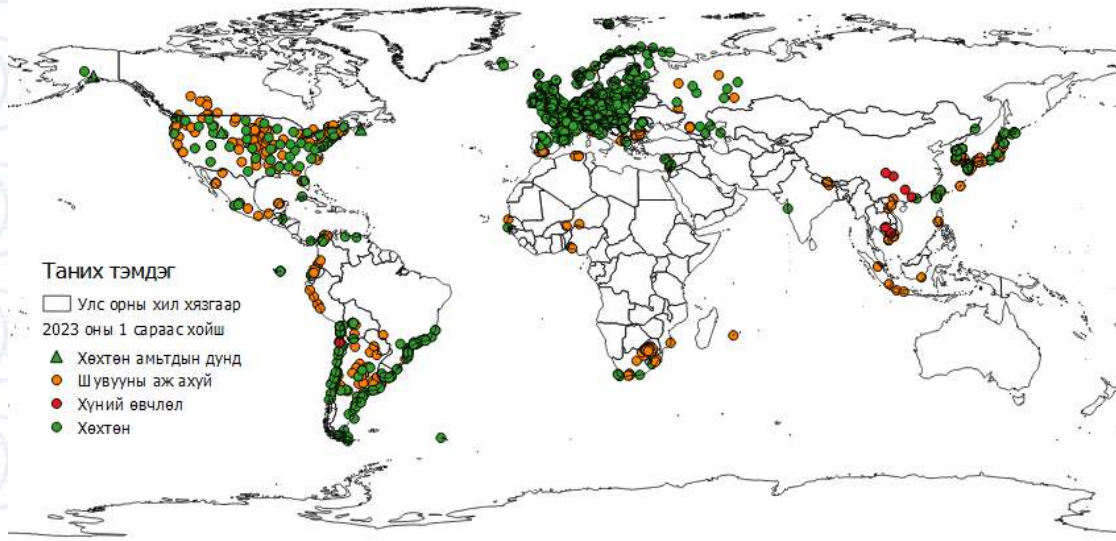 Таних тэмдэг
Улс орны хил хязгаар
2023 оны 1 сараас хойш
Хөхтөн амьтдын дунд
Шувууны аж ахуй
Хүний өвчлөл
Хөхтөн